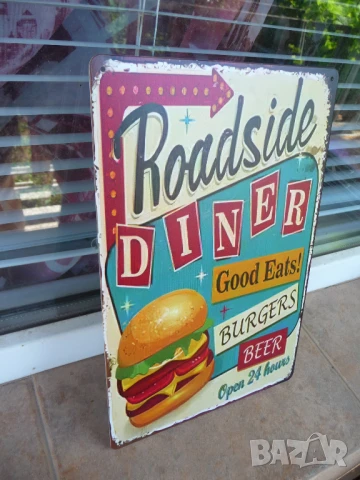 Roadside
DINER
Good Eats!
BURGERS
BEER
Open 24 hours
BAZAR